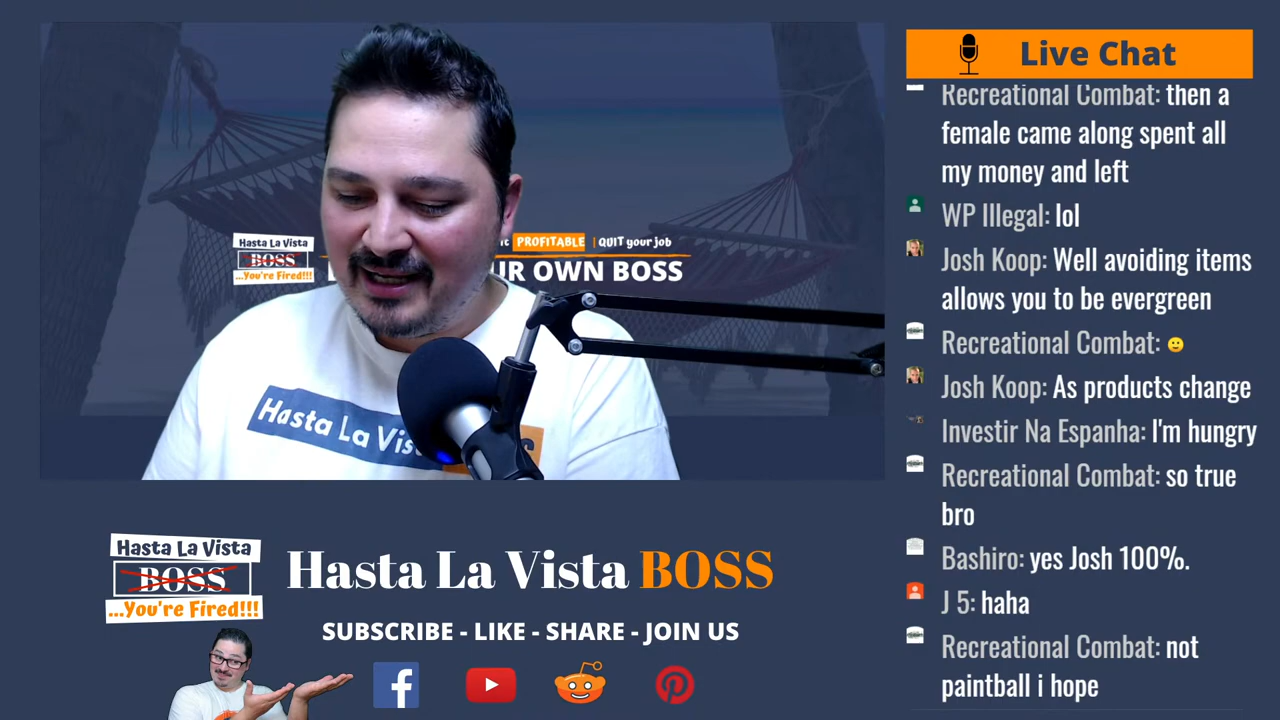 Live Chat
Recreational Combat: then a
female came along spent all
my money and left
WP Illegal: lol
Josh Koop: Well avoiding items
allows you to be evergreen
Recreational Combat: 🙂
Josh Koop: As products change
Investir Na Espanha: I'm hungry
Recreational Combat: so true
bro
Bashiro: yes Josh 100%.
J 5: haha
Recreational Combat: not
paintball i hope
Hasta La Vista
BOSS
...You're Fired!!!
PROFITABLE | QUIT your job
UR OWN BOSS
Hasta La Vis
Hasta La Vista
BOSS
...You're Fired!!!
Hasta La Vista BOSS
SUBSCRIBE - LIKE - SHARE - JOIN US